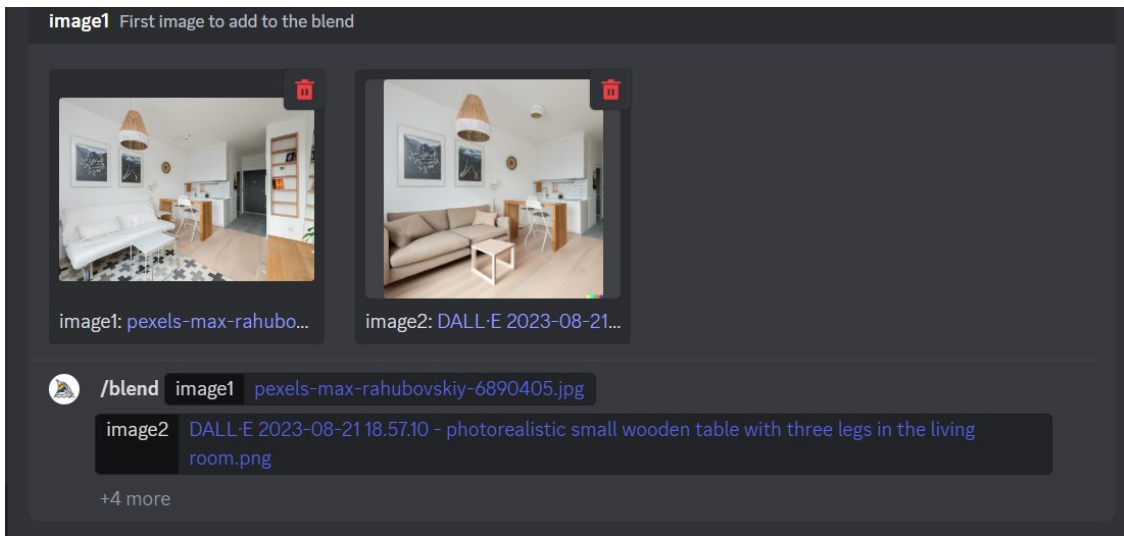 image1 First image to add to the blend
image1: pexels-max-rahubo...
image2: DALL·E 2023-08-21...
/blend image1 pexels-max-rahubovskiy-6890405.jpg
image2 DALL·E 2023-08-21 18.57.10 - photorealistic small wooden table with three legs in the living
room.png
+4 more